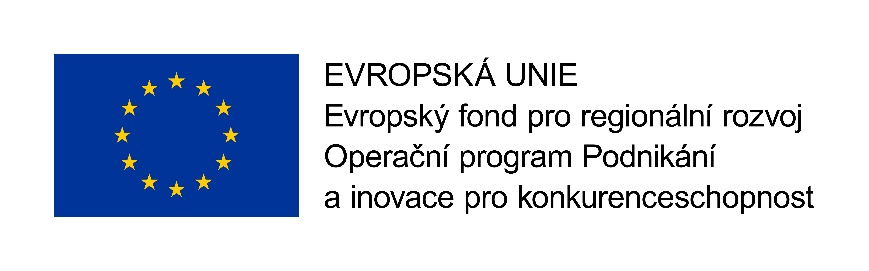 EVROPSKÁ UNIE
Evropský fond pro regionální rozvoj
Operační program Podnikání
a inovace pro konkurenceschopnost